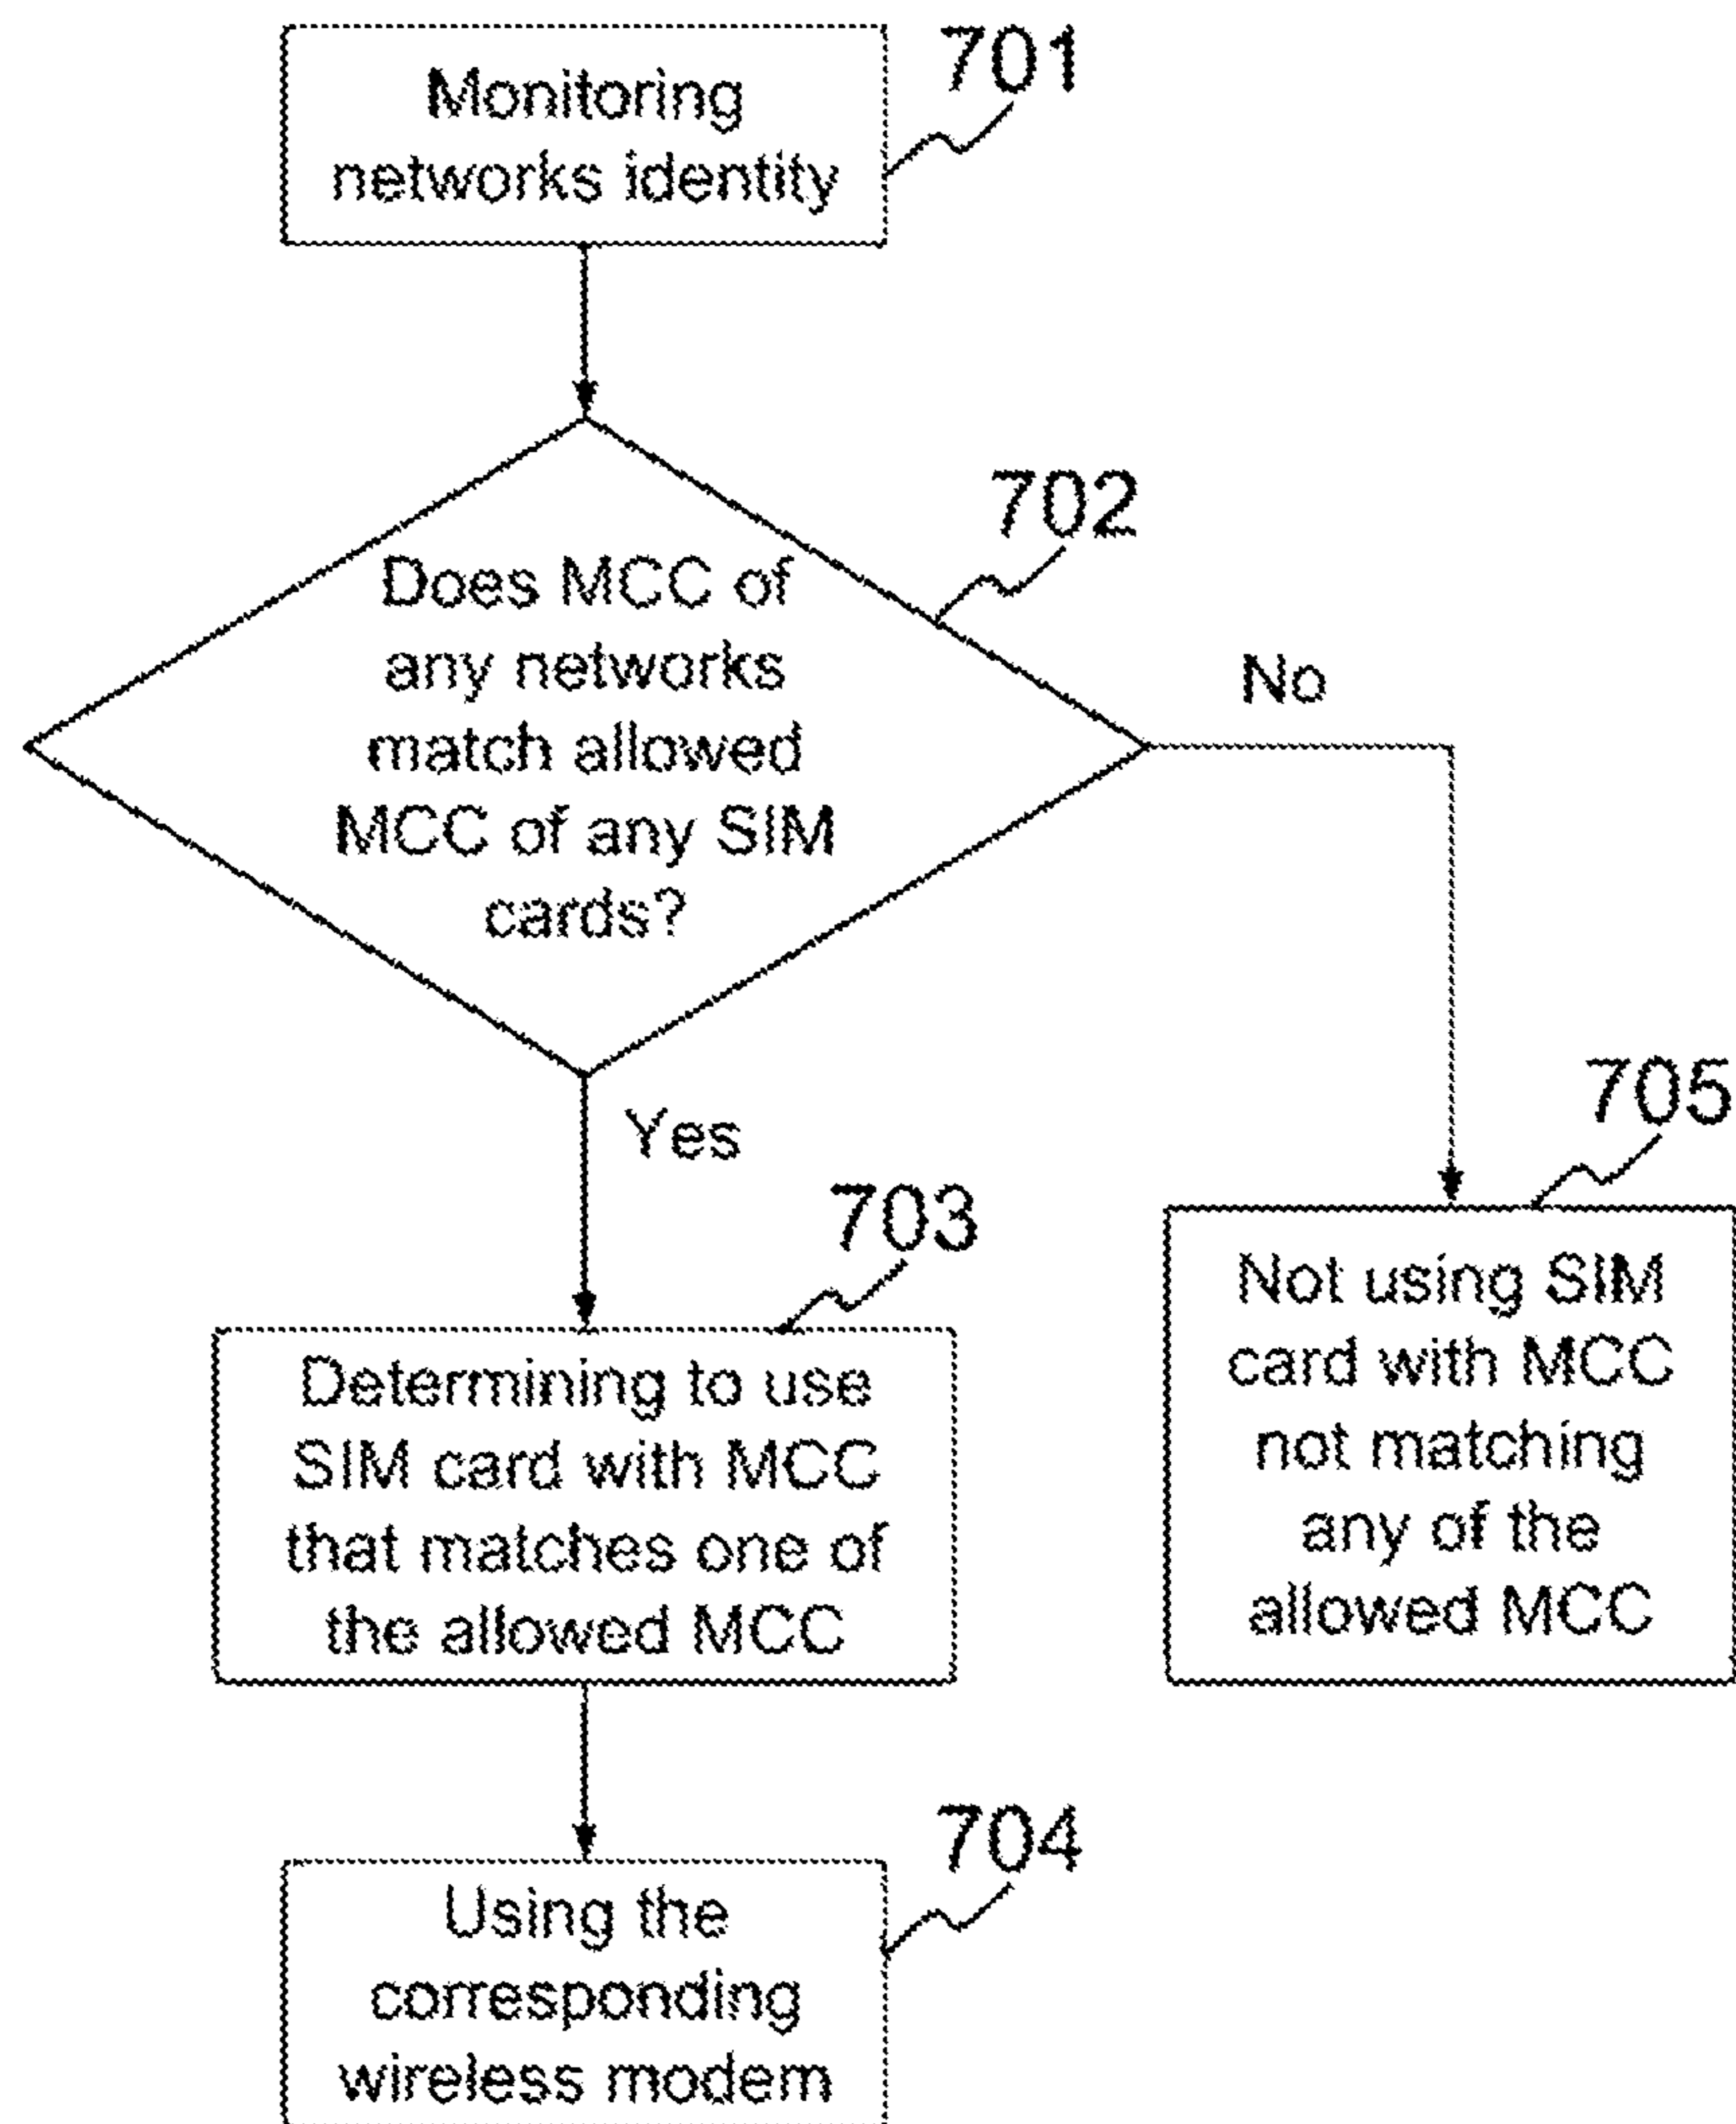 701
Monitoring
networks identity
702
Does MCC of
any networks
match allowed
MCC of any SIM
cards?
No
Yes
703
Determining to use
SIM card with MCC
that matches one of
the allowed MCC
705
Not using SIM
card with MCC
not matching
any of the
allowed MCC
704
Using the
corresponding
wireless modem